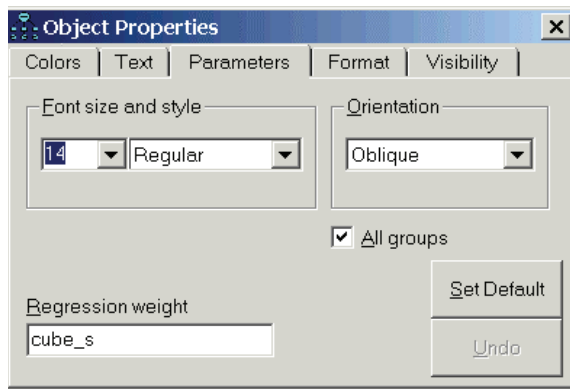 Object Properties
Colors Text Parameters Format Visibility
Font size and style Orientation
14 Regular Oblique
All groups
Set Default
Regression weight
cube_s
Undo